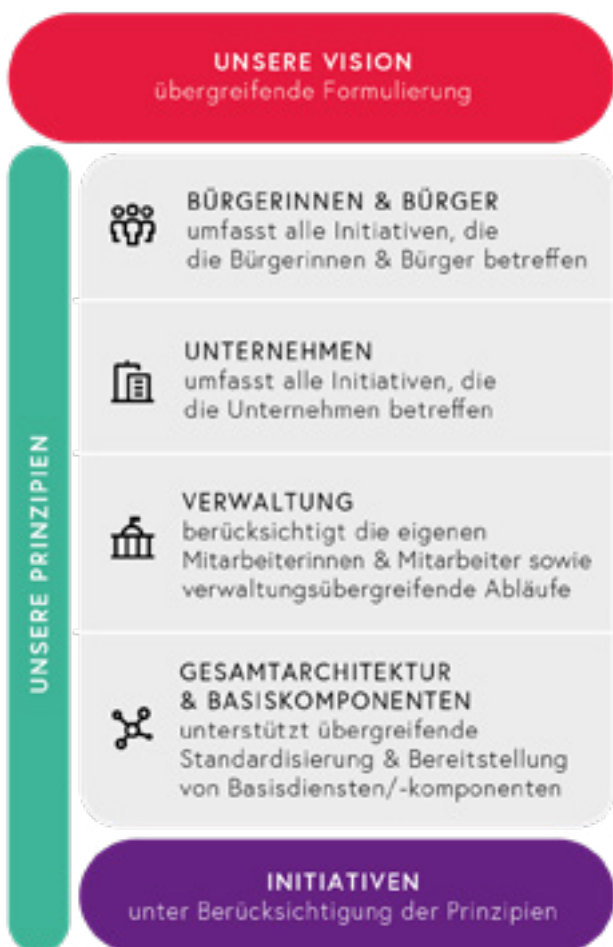 UNSERE VISION
übergreifende Formulierung
UNSERE PRINZIPIEN
BÜRGERINNEN & BÜRGER
umfasst alle Initiativen, die
die Bürgerinnen & Bürger betreffen
UNTERNEHMEN
umfasst alle Initiativen, die
die Unternehmen betreffen
VERWALTUNG
berücksichtigt die eigenen
Mitarbeiterinnen & Mitarbeiter sowie
verwaltungsübergreifende Abläufe
GESAMTARCHITEKTUR
& BASISKOMPONENTEN
unterstützt übergreifende
Standardisierung & Bereitstellung
von Basisdiensten/-komponenten
INITIATIVEN
unter Berücksichtigung der Prinzipien